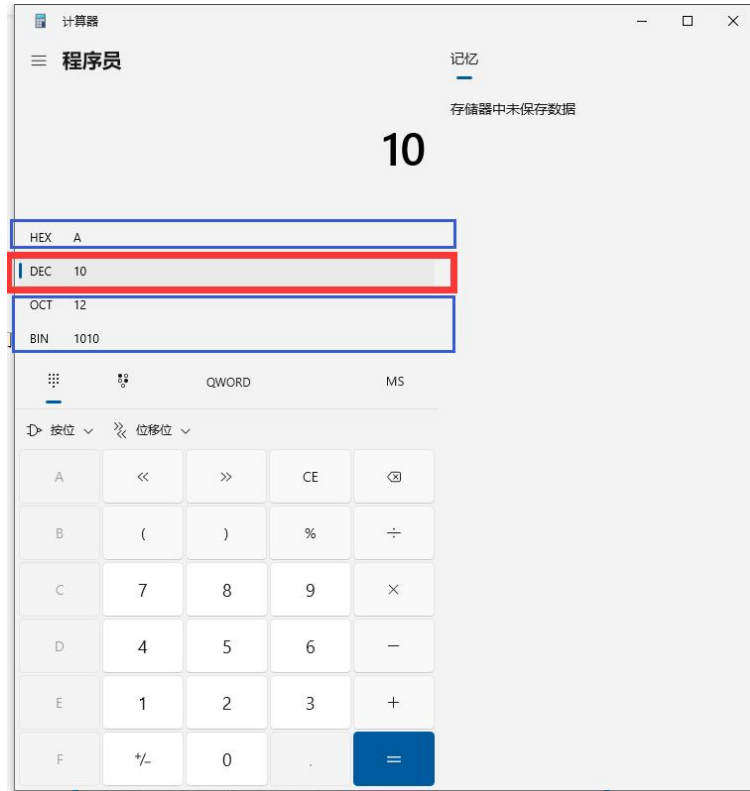 计算器
程序员
记忆
存储器中未保存数据
10
HEX A
DEC 10
OCT 12
BIN 1010
QWORD MS
按位 位移位
A << >> CE
B ( ) % ÷
C 7 8 9 ×
D 4 5 6 −
E 1 2 3 +
F +/− 0 . =